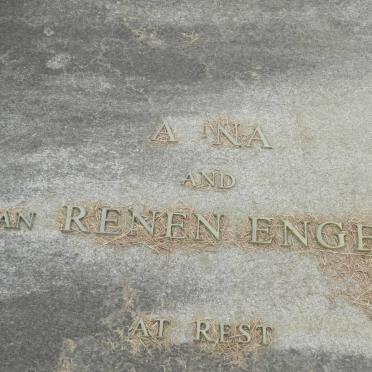 A NA
AND
AN RENEN ENGE
AT REST